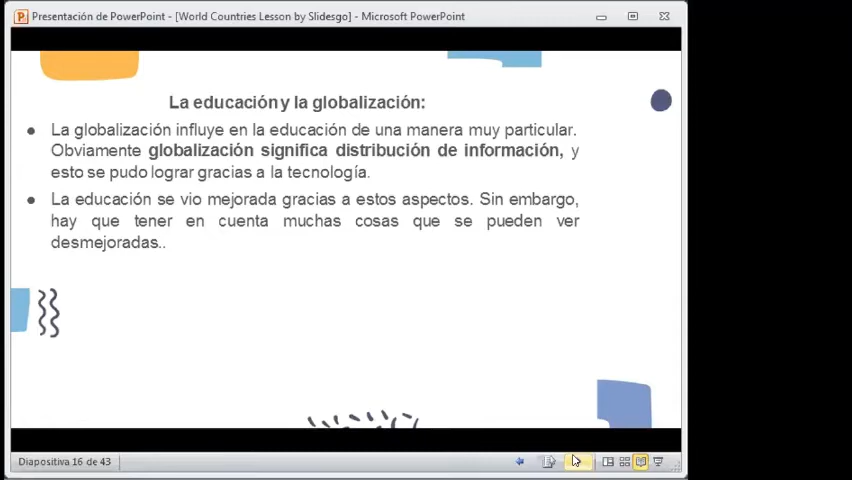 Presentación de PowerPoint - [World Countries Lesson by Slidesgo] - Microsoft PowerPoint
La educación y la globalización:
● La globalización influye en la educación de una manera muy particular.
Obviamente globalización significa distribución de información, y
esto se pudo lograr gracias a la tecnología.
● La educación se vio mejorada gracias a estos aspectos. Sin embargo,
hay que tener en cuenta muchas cosas que se pueden ver
desmejoradas..
Diapositiva 16 de 43